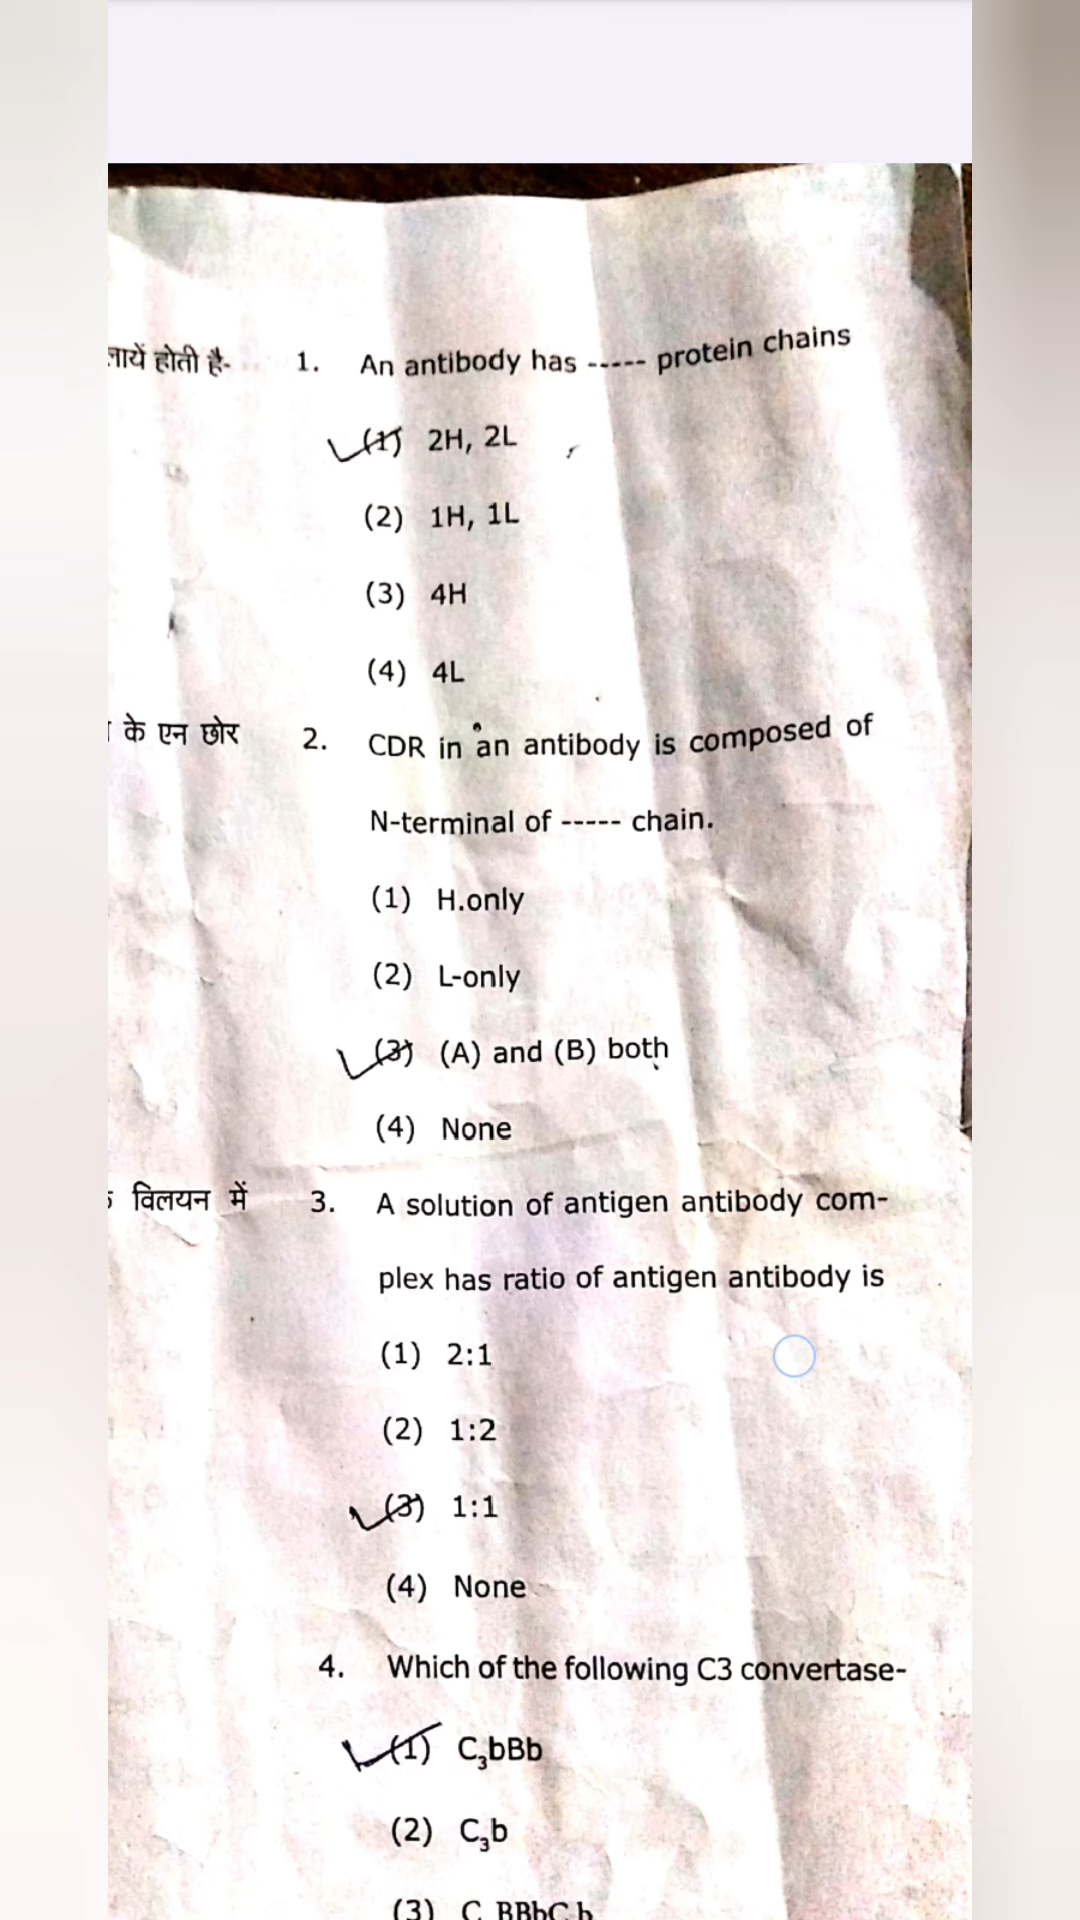 नायें होती है-
1. An antibody has ----- protein chains
(1) 2H, 2L
(2) 1H, 1L
(3) 4H
(4) 4L
के एन छोर
2. CDR in an antibody is composed of
N-terminal of ----- chain.
(1) H.only
(2) L-only
(3) (A) and (B) both
(4) None
विलयन में
3. A solution of antigen antibody com-
plex has ratio of antigen antibody is
(1) 2:1
(2) 1:2
(3) 1:1
(4) None
4. Which of the following C3 convertase-
(1) C₃bBb
(2) C₃b
(3) C BBbC b